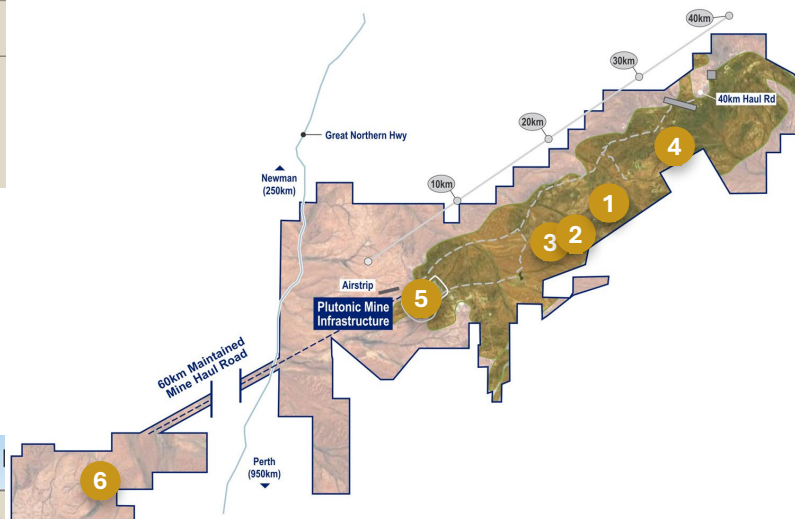 40km
30km
40km Haul Rd
20km
Great Northern Hwy
4
Newman
(250km)
10km
1
3
2
Airstrip
5
Plutonic Mine
Infrastructure
60km Maintained
Mine Haul Road
Perth
(950km)
6